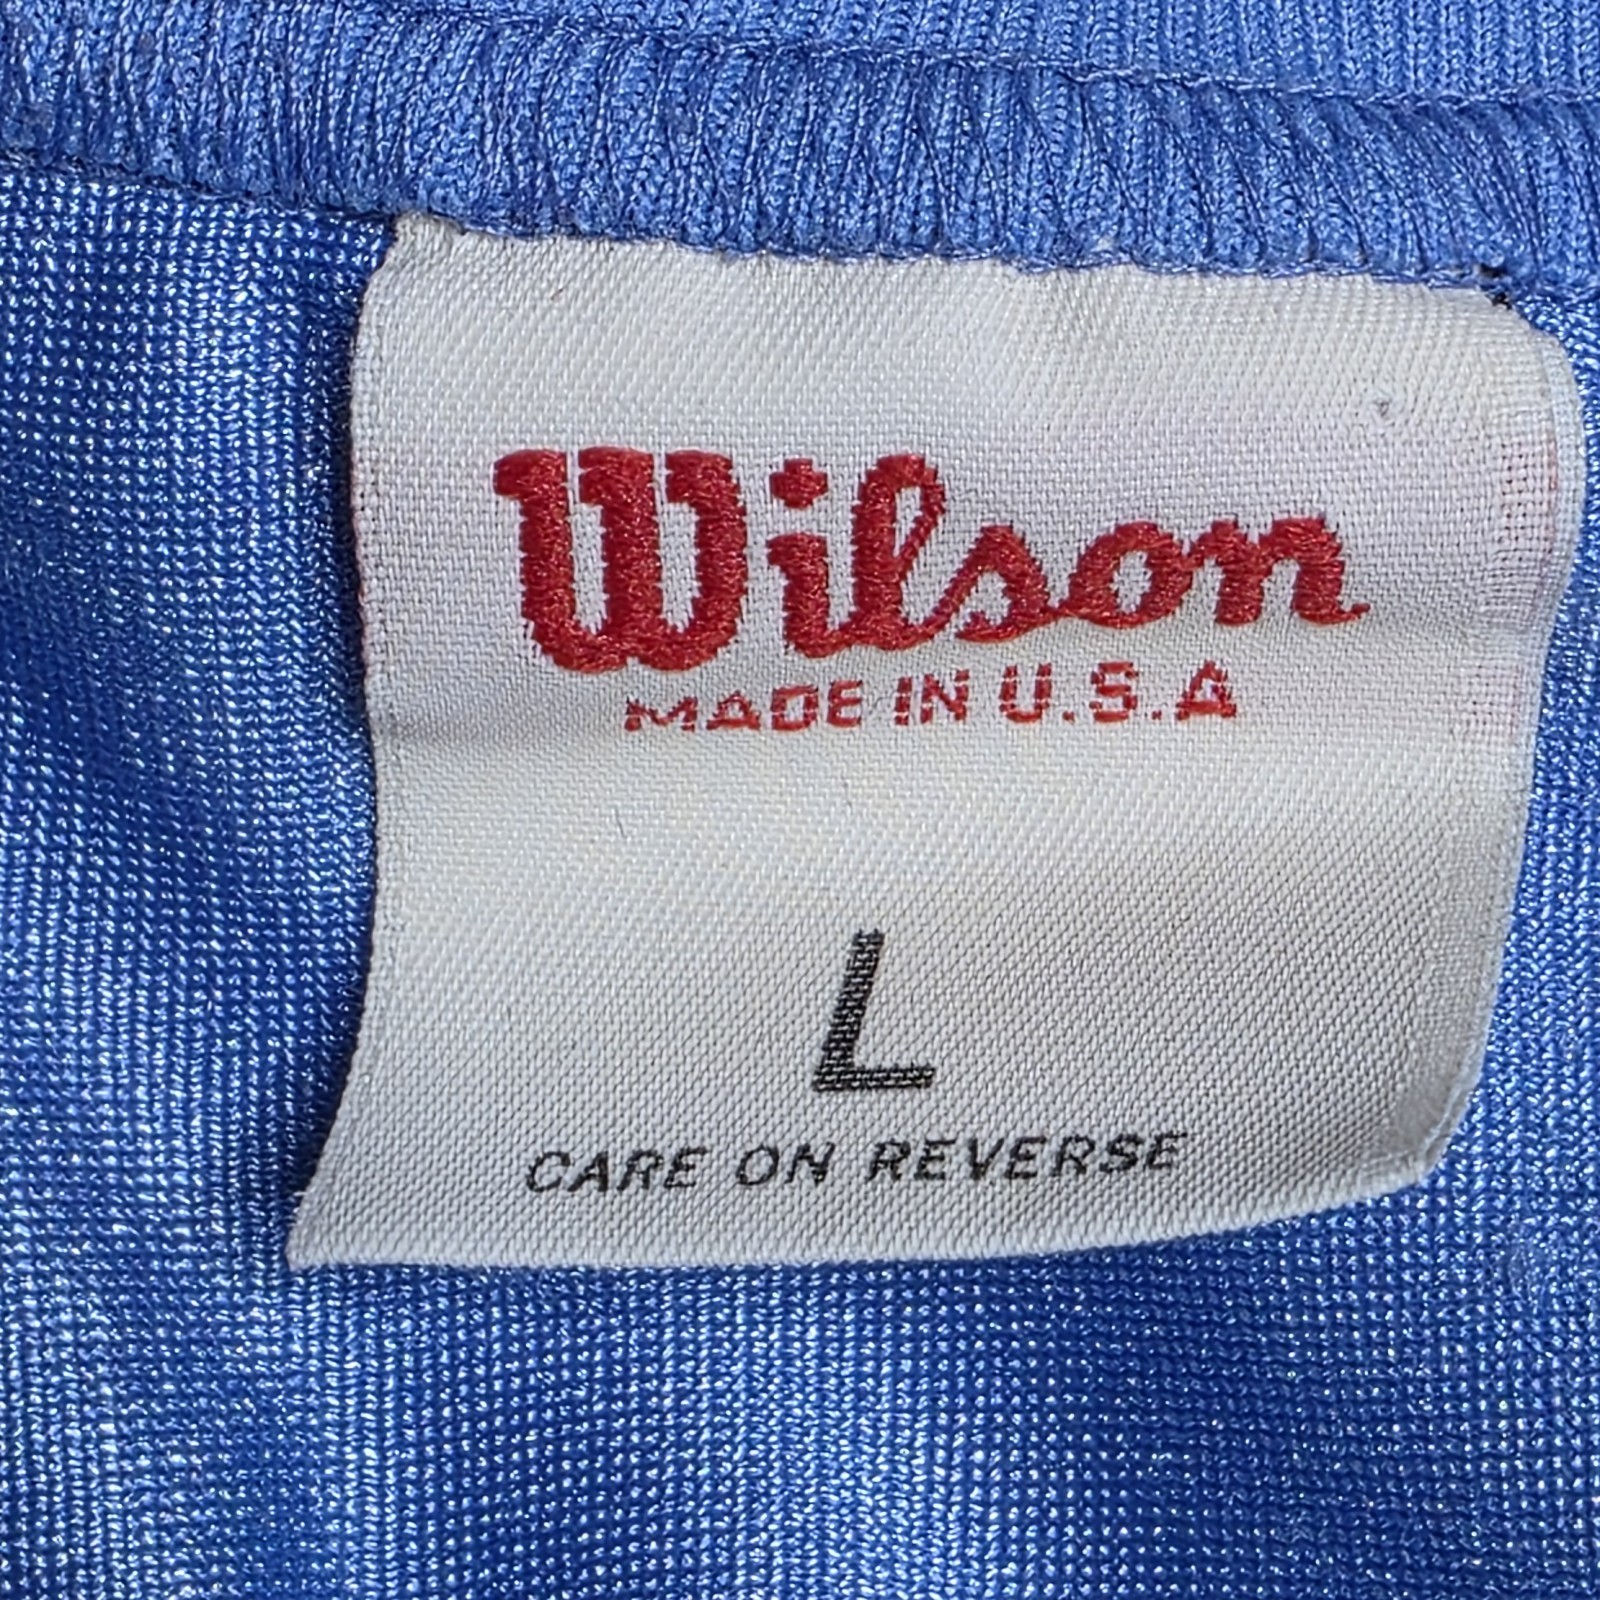 Wilson
MADE IN U.S.A
L
CARE ON REVERSE